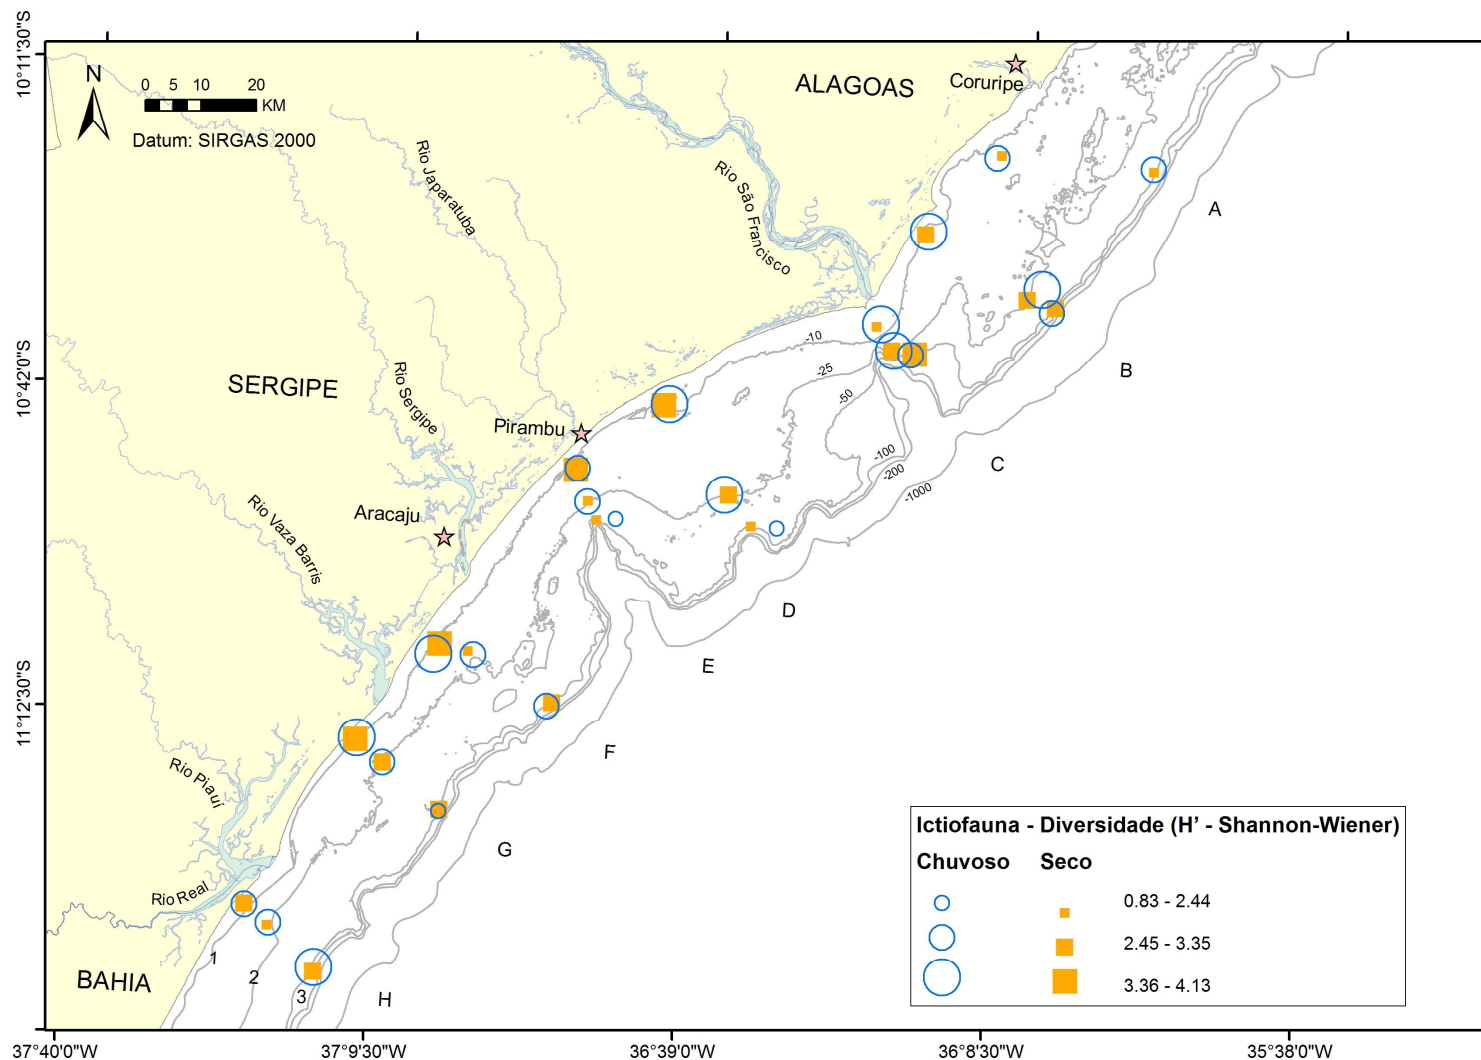 10°11'30"S
N
0 5 10 20
KM
Datum: SIRGAS 2000
ALAGOAS
Coruripe
Rio Japaratuba
Rio São Francisco
A
-10
-25
B
10°42'0"S
SERGIPE
Rio Sergipe
-50
Pirambu
-100
C
-200
-1000
Aracaju
Rio Vaza Barris
D
E
11°12'30"S
F
Rio Piauí
G
Ictiofauna - Diversidade (H' - Shannon-Wiener)
Chuvoso Seco
0.83 - 2.44
2.45 - 3.35
3.36 - 4.13
Rio Real
1
2
3
H
BAHIA
37°40'0"W 37°9'30"W 36°39'0"W 36°8'30"W 35°38'0"W